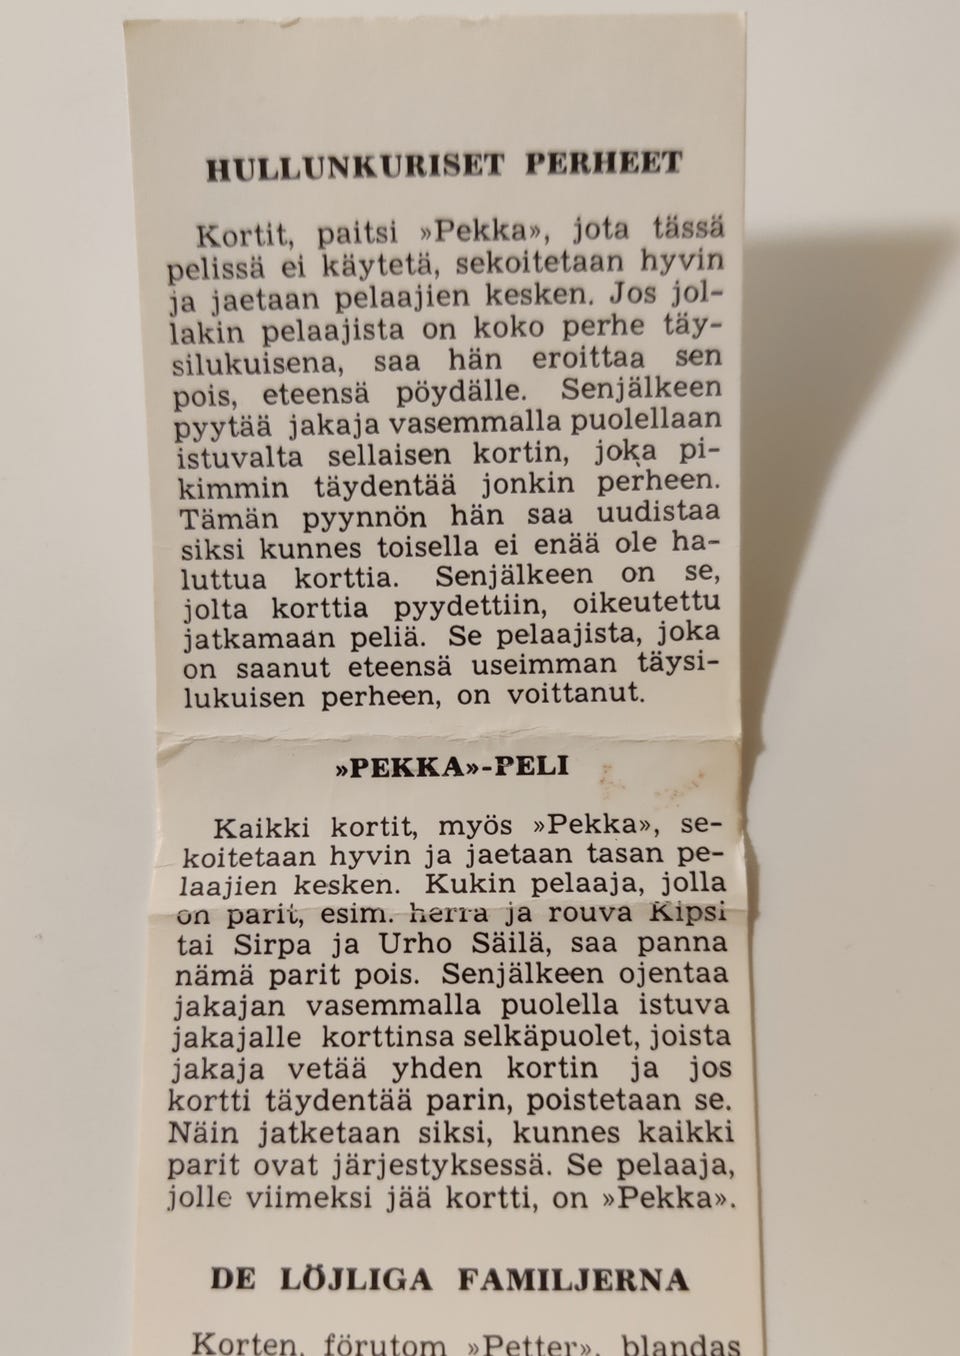 HULLUNKURISET PERHEET
Kortit, paitsi »Pekka», jota tässä
pelissä ei käytetä, sekoitetaan hyvin
ja jaetaan pelaajien kesken. Jos jol-
lakin pelaajista on koko perhe täy-
silukuisena, saa hän eroittaa sen
pois, eteensä pöydälle. Senjälkeen
pyytää jakaja vasemmalla puolellaan
istuvalta sellaisen kortin, joka pi-
kimmin täydentää jonkin perheen.
Tämän pyynnön hän saa uudistaa
siksi kunnes toisella ei enää ole ha-
luttua korttia. Senjälkeen on se,
jolta korttia pyydettiin, oikeutettu
jatkamaan peliä. Se pelaajista, joka
on saanut eteensä useimman täysi-
lukuisen perheen, on voittanut.
»PEKKA»-PELI
Kaikki kortit, myös »Pekka», se-
koitetaan hyvin ja jaetaan tasan pe-
laajien kesken. Kukin pelaaja, jolla
on parit, esim. herra ja rouva Kipsi
tai Sirpa ja Urho Säilä, saa panna
nämä parit pois. Senjälkeen ojentaa
jakajan vasemmalla puolella istuva
jakajalle korttinsa selkäpuolet, joista
jakaja vetää yhden kortin ja jos
kortti täydentää parin, poistetaan se.
Näin jatketaan siksi, kunnes kaikki
parit ovat järjestyksessä. Se pelaaja,
jolle viimeksi jää kortti, on »Pekka».
DE LÖJLIGA FAMILJERNA
Korten, förutom »Petter», blandas